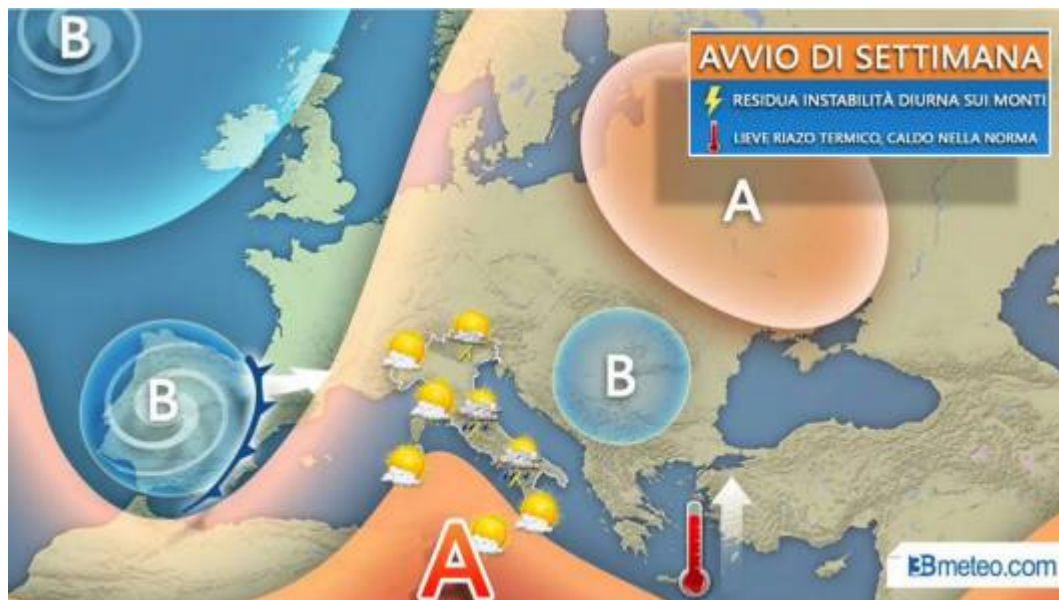 B
AVVIO DI SETTIMANA
RESIDUA INSTABILITÀ DIURNA SUI MONTI
LIEVE RIAZO TERMICO, CALDO NELLA NORMA
A
B
B
A
3Bmeteo.com